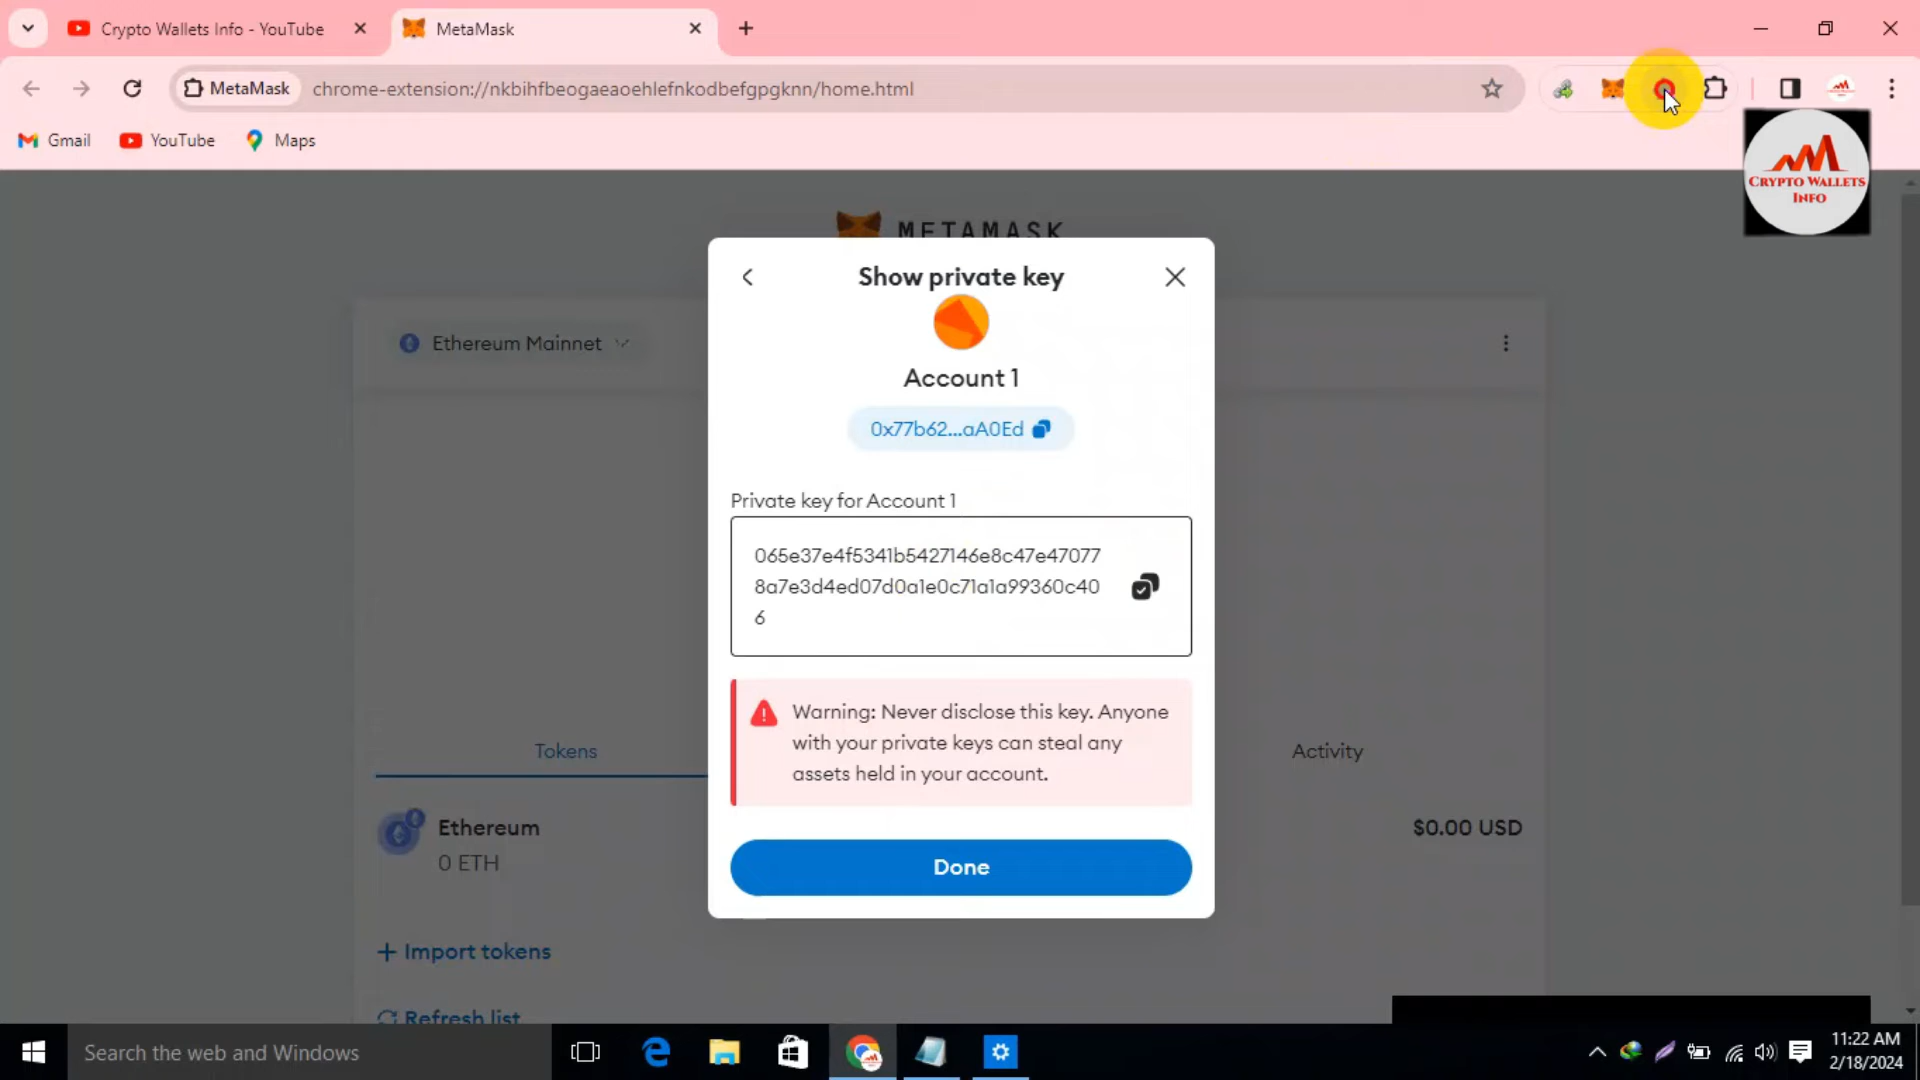 Crypto Wallets Info - YouTube
MetaMask
MetaMask
chrome-extension://nkbihfbeogaeaoehlefnkodbefgpgknn/home.html
Gmail
YouTube
Maps
CRYPTO WALLETS
INFO
METAMASK
Show private key
Ethereum Mainnet
Account 1
0x77b62...aA0Ed
Private key for Account 1
065e37e4f5341b5427146e8c47e47077
8a7e3d4ed07d0a1e0c71a1a99360c40
6
Warning: Never disclose this key. Anyone
with your private keys can steal any
assets held in your account.
Tokens
Activity
Ethereum
$0.00 USD
0 ETH
Done
+ Import tokens
Refresh list
Search the web and Windows
11:22 AM
2/18/2024